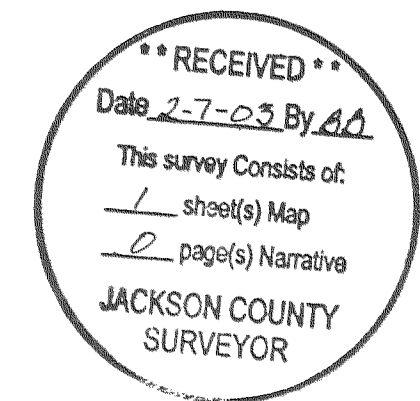 ** RECEIVED **
Date 2-7-03 By
This survey Consists of:
1 sheet(s) Map
0 page(s) Narrative
JACKSON COUNTY
SURVEYOR